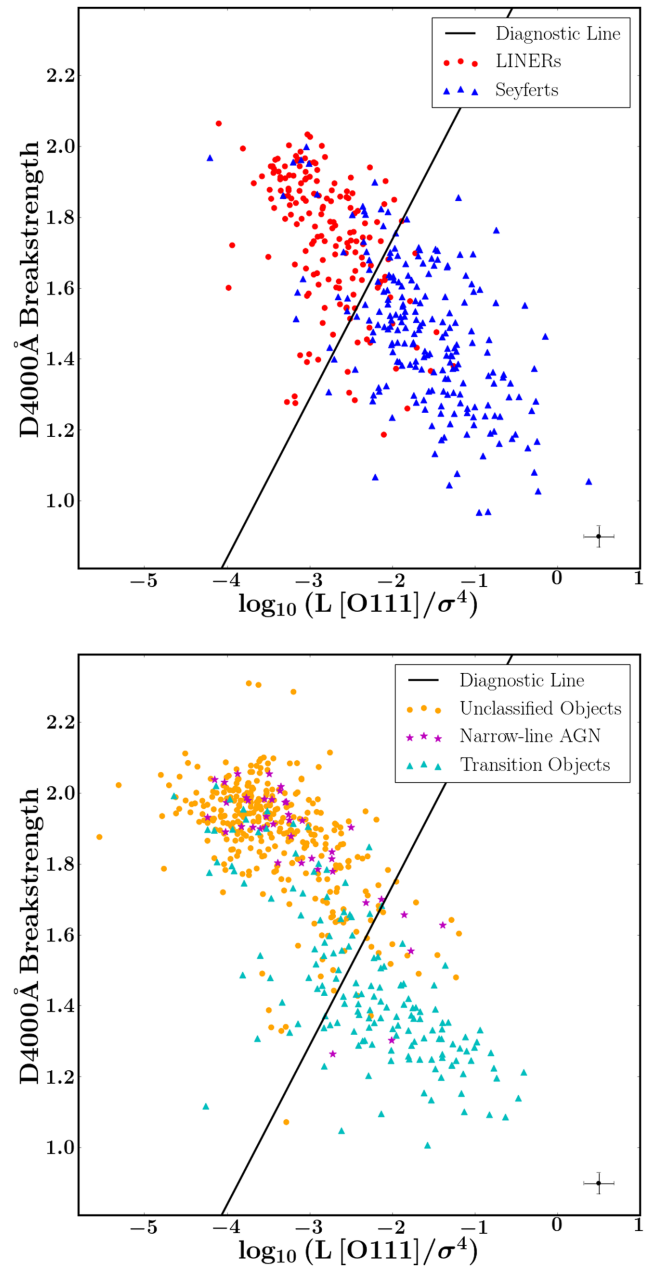 Diagnostic Line
LINERs
Seyferts
2.2
2.0
1.8
1.6
1.4
1.2
1.0
D4000Å Breakstrength
−5 −4 −3 −2 −1 0 1
log₁₀ (L [O111]/σ⁴)
Diagnostic Line
Unclassified Objects
Narrow-line AGN
Transition Objects
2.2
2.0
1.8
1.6
1.4
1.2
1.0
D4000Å Breakstrength
−5 −4 −3 −2 −1 0 1
log₁₀ (L [O111]/σ⁴)